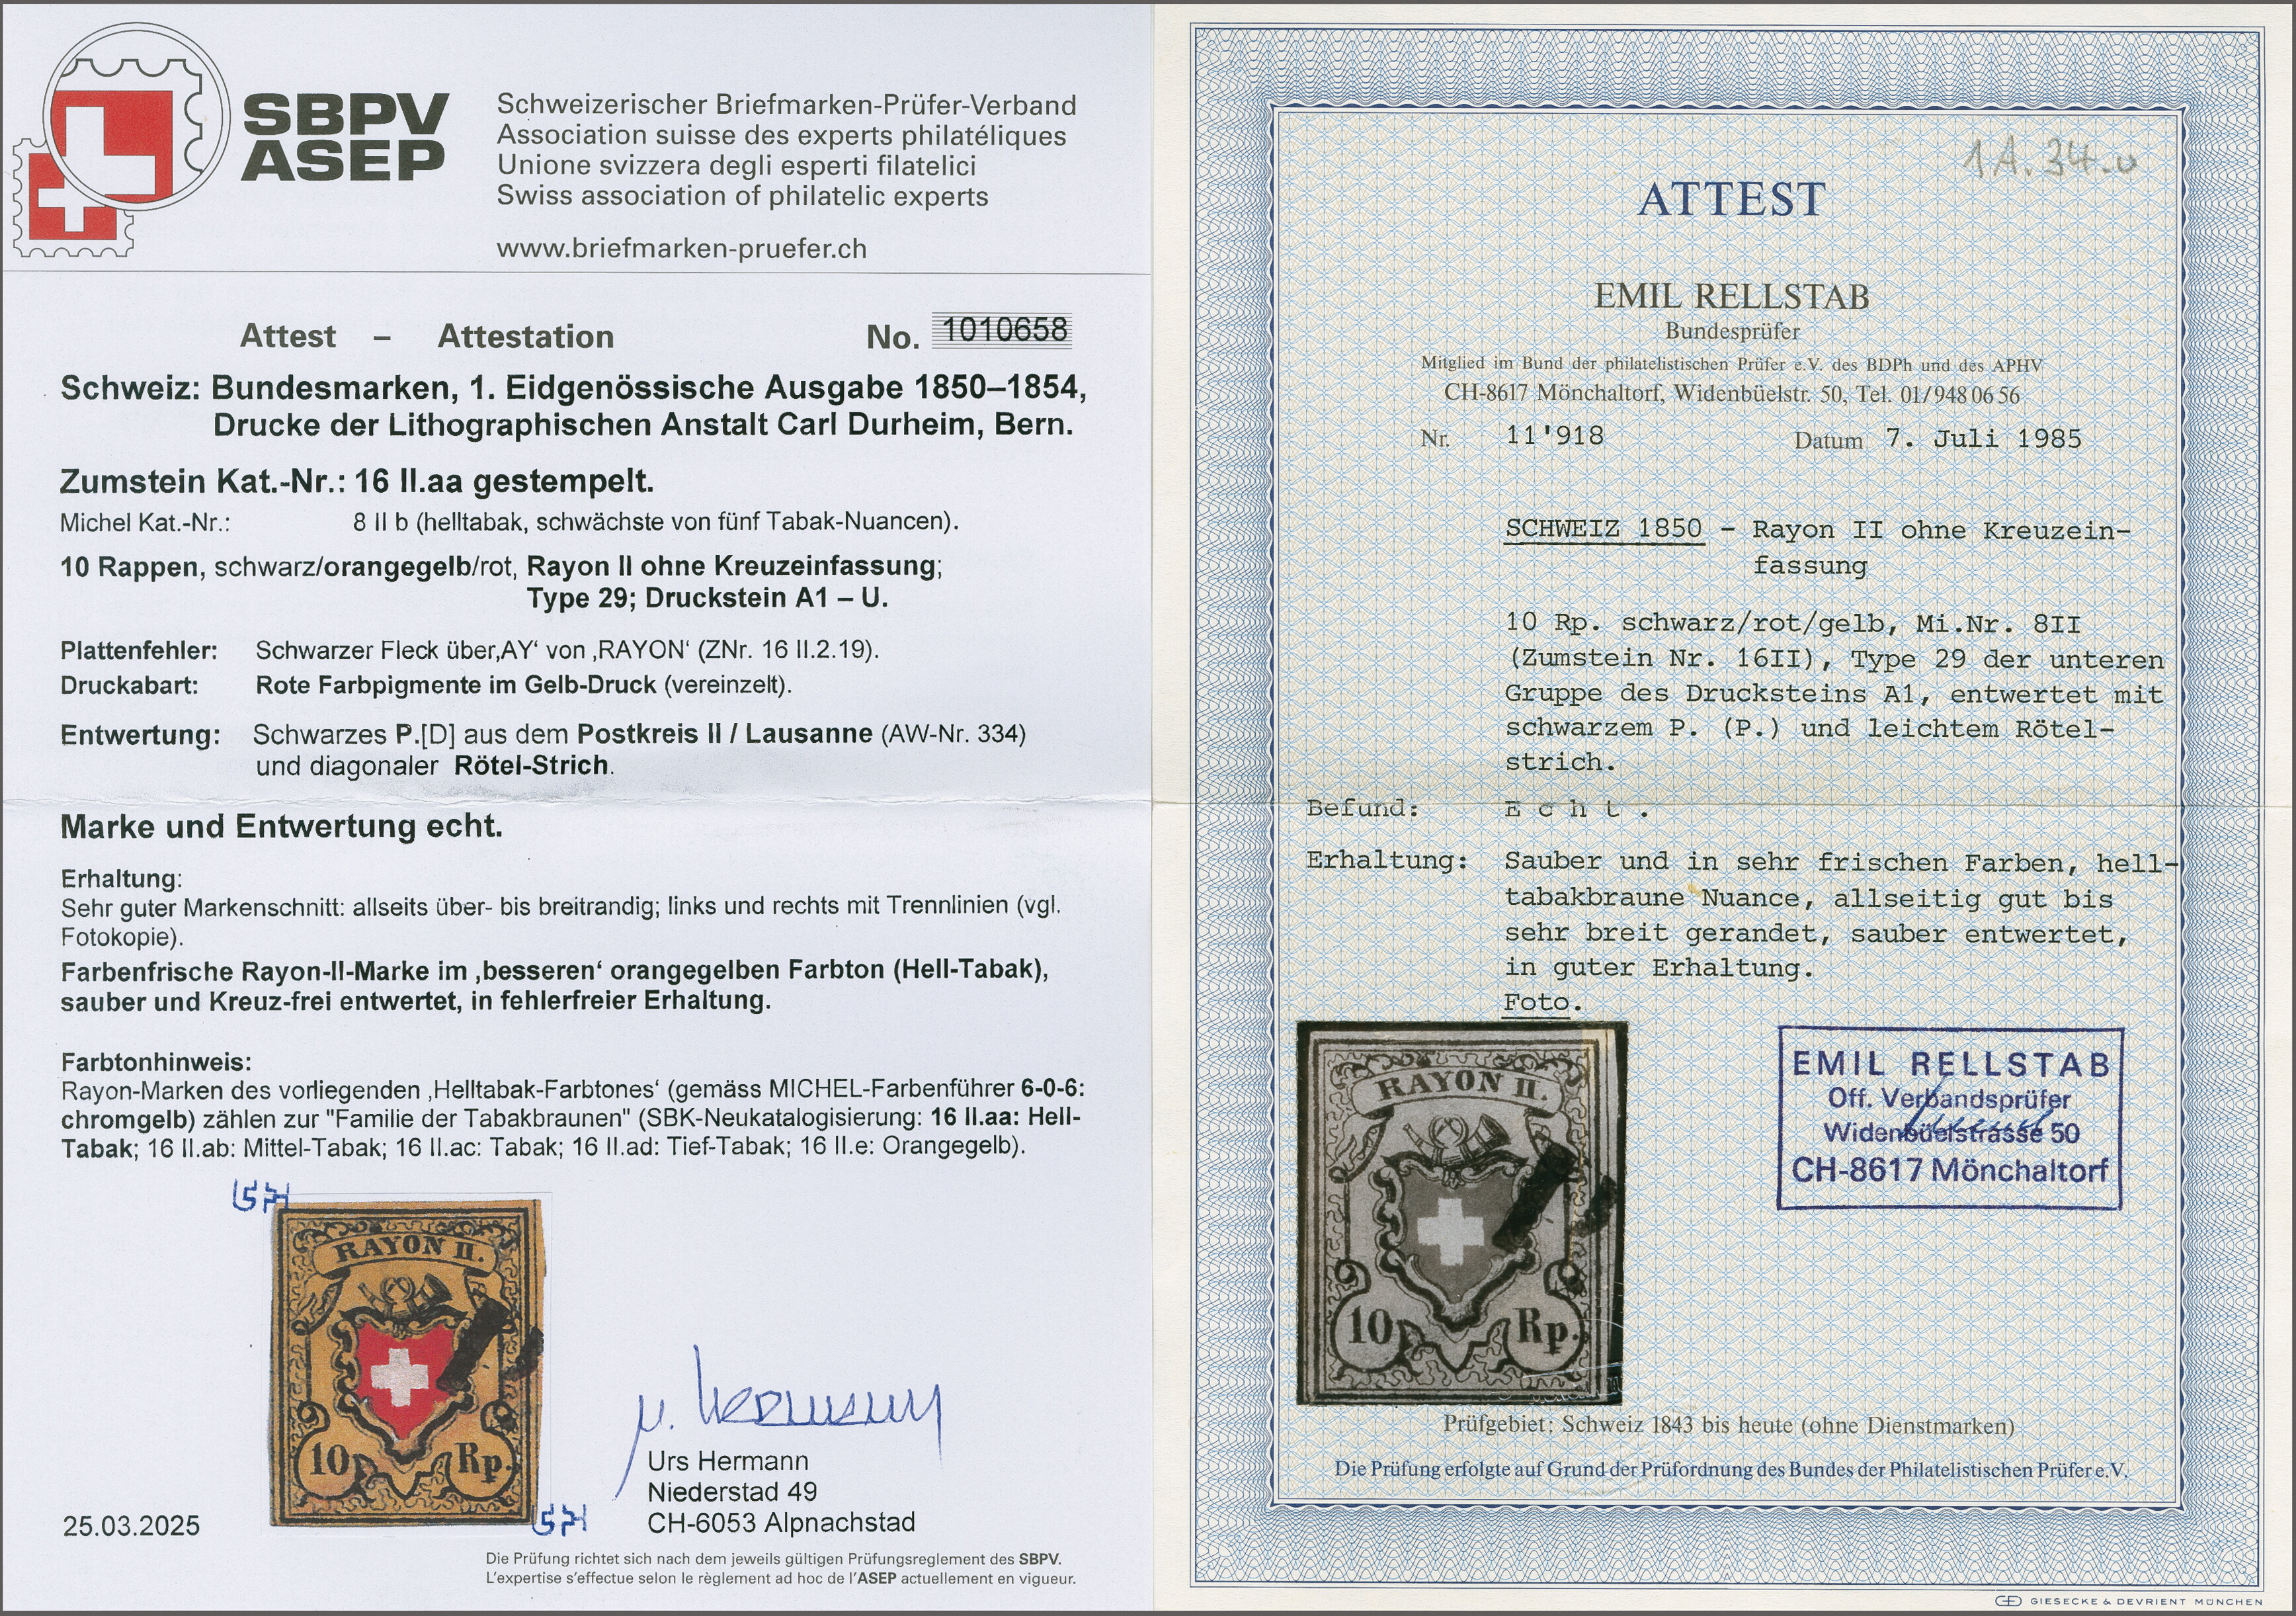 SBPV
ASEP
Schweizerischer Briefmarken-Prüfer-Verband
Association suisse des experts philatéliques
Unione svizzera degli esperti filatelici
Swiss association of philatelic experts
www.briefmarken-pruefer.ch
Attest – Attestation No. 1010658
Schweiz: Bundesmarken, 1. Eidgenössische Ausgabe 1850–1854,
Drucke der Lithographischen Anstalt Carl Durheim, Bern.
Zumstein Kat.-Nr.: 16 II.aa gestempelt.
Michel Kat.-Nr.: 8 II b (helltabak, schwächste von fünf Tabak-Nuancen).
10 Rappen, schwarz/orangegelb/rot, Rayon II ohne Kreuzeinfassung;
Type 29; Druckstein A1 – U.
Plattenfehler: Schwarzer Fleck über‚AY‘ von ‚RAYON‘ (ZNr. 16 II.2.19).
Druckabart: Rote Farbpigmente im Gelb-Druck (vereinzelt).
Entwertung: Schwarzes P.[D] aus dem Postkreis II / Lausanne (AW-Nr. 334)
und diagonaler Rötel-Strich.
Marke und Entwertung echt.
Erhaltung:
Sehr guter Markenschnitt: allseits über- bis breitrandig; links und rechts mit Trennlinien (vgl.
Fotokopie).
Farbenfrische Rayon-II-Marke im ‚besseren‘ orangegelben Farbton (Hell-Tabak),
sauber und Kreuz-frei entwertet, in fehlerfreier Erhaltung.
Farbtonhinweis:
Rayon-Marken des vorliegenden ‚Helltabak-Farbtones‘ (gemäss MICHEL-Farbenführer 6-0-6:
chromgelb) zählen zur "Familie der Tabakbraunen" (SBK-Neukatalogisierung: 16 II.aa: Hell-
Tabak; 16 II.ab: Mittel-Tabak; 16 II.ac: Tabak; 16 II.ad: Tief-Tabak; 16 II.e: Orangegelb).
RAYON II.
10 Rp.
25.03.2025
Urs Hermann
Niederstad 49
CH-6053 Alpnachstad
Die Prüfung richtet sich nach dem jeweils gültigen Prüfungsreglement des SBPV.
L'expertise s'effectue selon le règlement ad hoc de l'ASEP actuellement en vigueur.
1A.34.u
ATTEST
EMIL RELLSTAB
Bundesprüfer
Mitglied im Bund der philatelistischen Prüfer e.V. des BDPh und des APHV
CH-8617 Mönchaltorf, Widenbüelstr. 50, Tel. 01/948 06 56
Nr. 11'918 Datum 7. Juli 1985
SCHWEIZ 1850 - Rayon II ohne Kreuzein-
fassung
10 Rp. schwarz/rot/gelb, Mi.Nr. 8II
(Zumstein Nr. 16II), Type 29 der unteren
Gruppe des Drucksteins A1, entwertet mit
schwarzem P. (P.) und leichtem Rötel-
strich.
Befund: E c h t .
Erhaltung: Sauber und in sehr frischen Farben, hell-
tabakbraune Nuance, allseitig gut bis
sehr breit gerandet, sauber entwertet,
in guter Erhaltung.
Foto.
RAYON II.
10 Rp.
EMIL RELLSTAB
Off. Verbandsprüfer
Widenbüelstrasse 50
CH-8617 Mönchaltorf
Prüfgebiet: Schweiz 1843 bis heute (ohne Dienstmarken)
Die Prüfung erfolgte auf Grund der Prüfordnung des Bundes der Philatelistischen Prüfer e.V.
GIESECKE & DEVRIENT MÜNCHEN